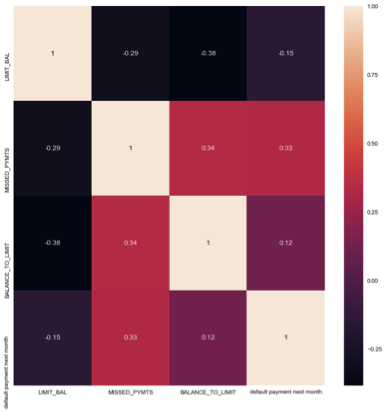 LIMIT_BAL
1
-0.29
-0.38
-0.15
MISSED_PYMTS
-0.29
1
0.34
0.33
BALANCE_TO_LIMIT
-0.38
0.34
1
0.12
default payment next month
-0.15
0.33
0.12
1
LIMIT_BAL
MISSED_PYMTS
BALANCE_TO_LIMIT
default payment next month
1.00
0.75
0.50
0.25
0.00
-0.25